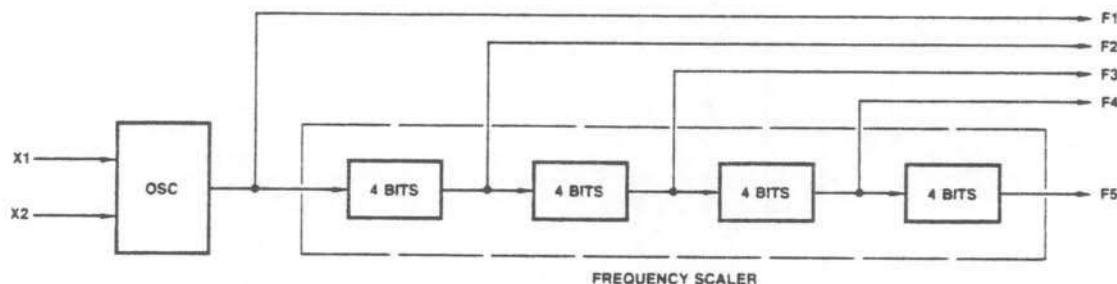 F1
F2
F3
F4
X1
OSC
4 BITS
4 BITS
4 BITS
4 BITS
F5
X2
FREQUENCY SCALER